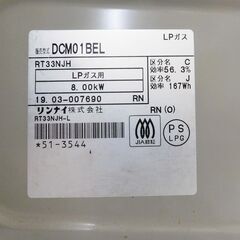 LPガス
販売型式 DCM01BEL
RT33NJH
LPガス用
8.00kW
19.03-007690 RN
リンナイ株式会社
RT33NJH-L
*51-3544
区分名 C
効率56.3%
区分名 J
効率 167Wh
RN (0)
JIA認証
PS
LPG